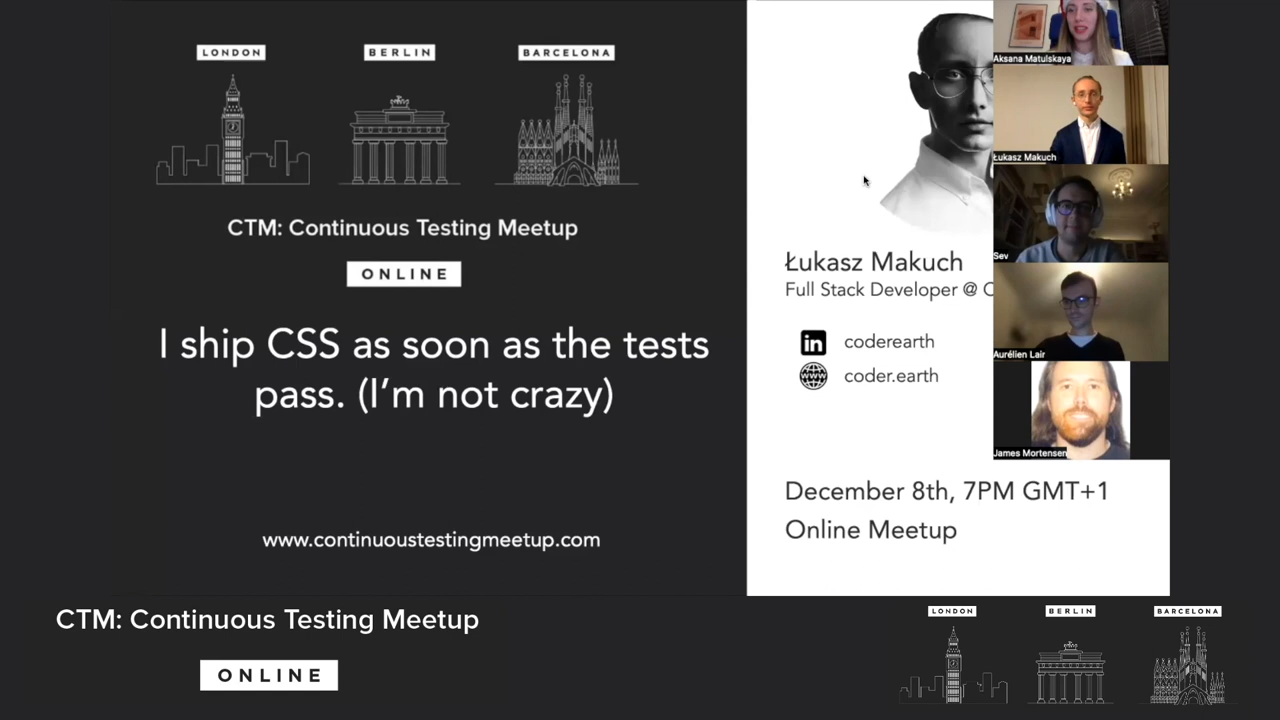 LONDON
BERLIN
BARCELONA
CTM: Continuous Testing Meetup
ONLINE
I ship CSS as soon as the tests
pass. (I'm not crazy)
www.continuoustestingmeetup.com
Łukasz Makuch
Full Stack Developer @
in coderearth
www coder.earth
December 8th, 7PM GMT+1
Online Meetup
Aksana Matulskaya
Łukasz Makuch
Sev
Aurélien Lair
James Mortensen
CTM: Continuous Testing Meetup
ONLINE
LONDON
BERLIN
BARCELONA